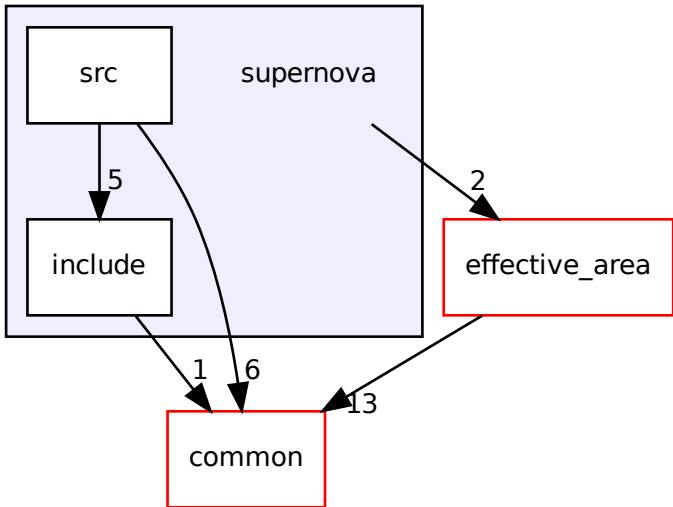 src
supernova
5
2
include
effective_area
1
6
13
common